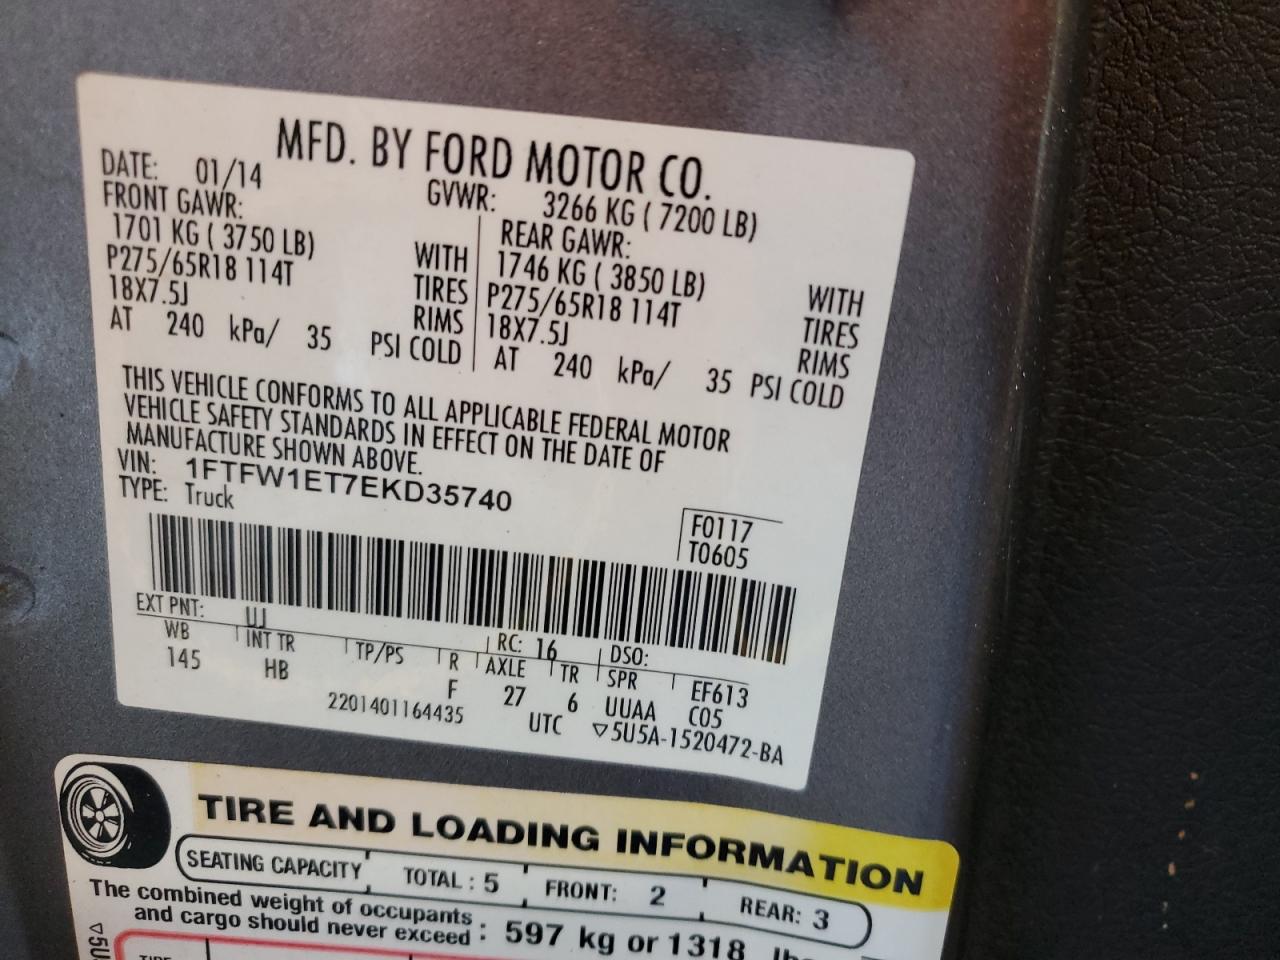 MFD. BY FORD MOTOR CO.
DATE: 01/14 GVWR: 3266 KG ( 7200 LB)
FRONT GAWR: REAR GAWR:
1701 KG ( 3750 LB) WITH 1746 KG ( 3850 LB) WITH
P275/65R18 114T TIRES P275/65R18 114T TIRES
18X7.5J RIMS 18X7.5J RIMS
AT 240 kPa/ 35 PSI COLD AT 240 kPa/ 35 PSI COLD
THIS VEHICLE CONFORMS TO ALL APPLICABLE FEDERAL MOTOR
VEHICLE SAFETY STANDARDS IN EFFECT ON THE DATE OF
MANUFACTURE SHOWN ABOVE.
VIN: 1FTFW1ET7EKD35740
TYPE: Truck
F0117
T0605
EXT PNT: UJ RC: 16 DSO:
WB INT TR TP/PS R AXLE TR SPR EF613
145 HB F 27 6 UUAA C05
2201401164435 UTC ▽5U5A-1520472-BA
TIRE AND LOADING INFORMATION
SEATING CAPACITY TOTAL : 5 FRONT: 2 REAR: 3
The combined weight of occupants
and cargo should never exceed : 597 kg or 1318
▽5U